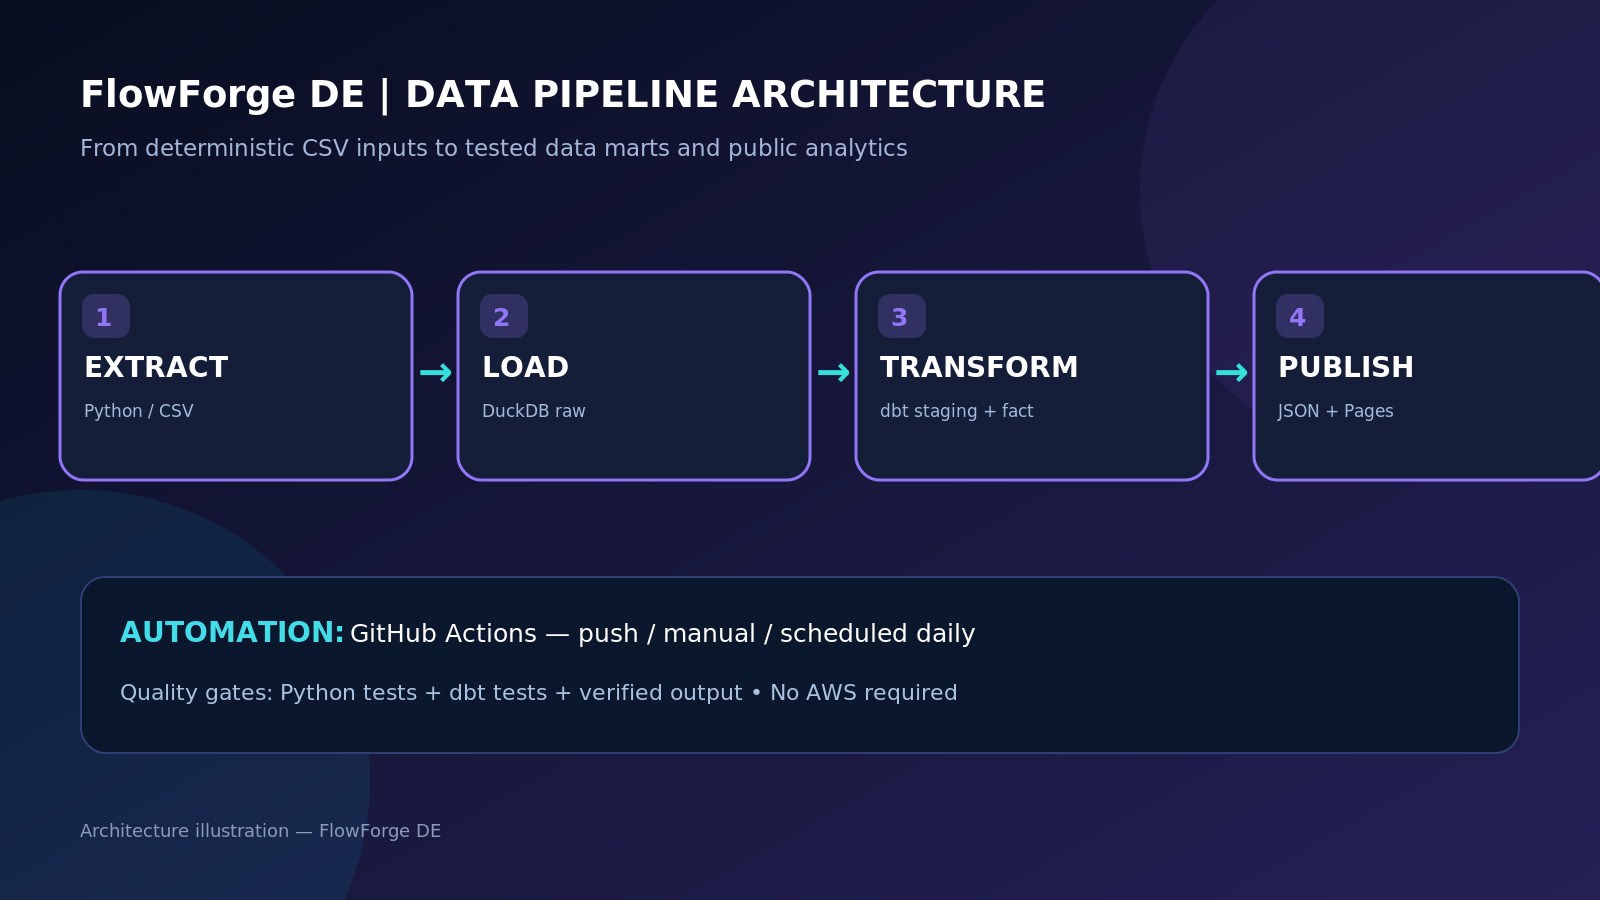 FlowForge DE | DATA PIPELINE ARCHITECTURE
From deterministic CSV inputs to tested data marts and public analytics
1
EXTRACT
Python / CSV
→
2
LOAD
DuckDB raw
→
3
TRANSFORM
dbt staging + fact
→
4
PUBLISH
JSON + Pages
AUTOMATION: GitHub Actions — push / manual / scheduled daily
Quality gates: Python tests + dbt tests + verified output • No AWS required
Architecture illustration — FlowForge DE